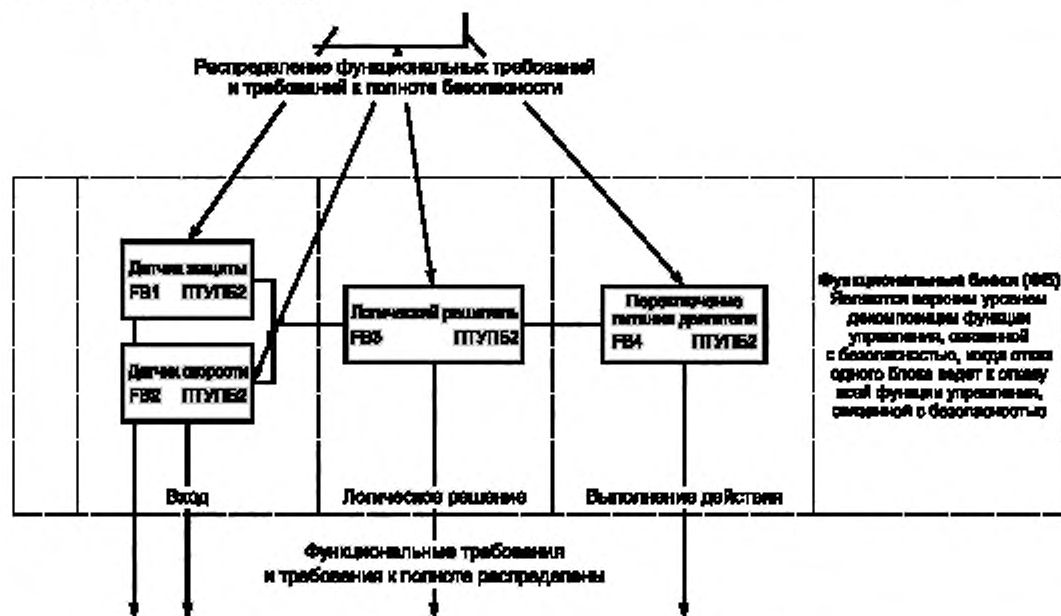 Распределение функциональных требований
и требований к полноте безопасности
Датчик защиты
FB1 ПТУПБ2
Датчик скорости
FB2 ПТУПБ2
Логический решатель
FB3 ПТУПБ2
Переключение
питания двигателя
FB4 ПТУПБ2
Функциональные блоки (ФБ)
Являются верхним уровнем
декомпозиции функции
управления, связанной
с безопасностью, когда отказ
одного блока ведет к отказу
всей функции управления,
связанной с безопасностью
Вход
Логическое решение
Выполнение действия
Функциональные требования
и требования к полноте распределены